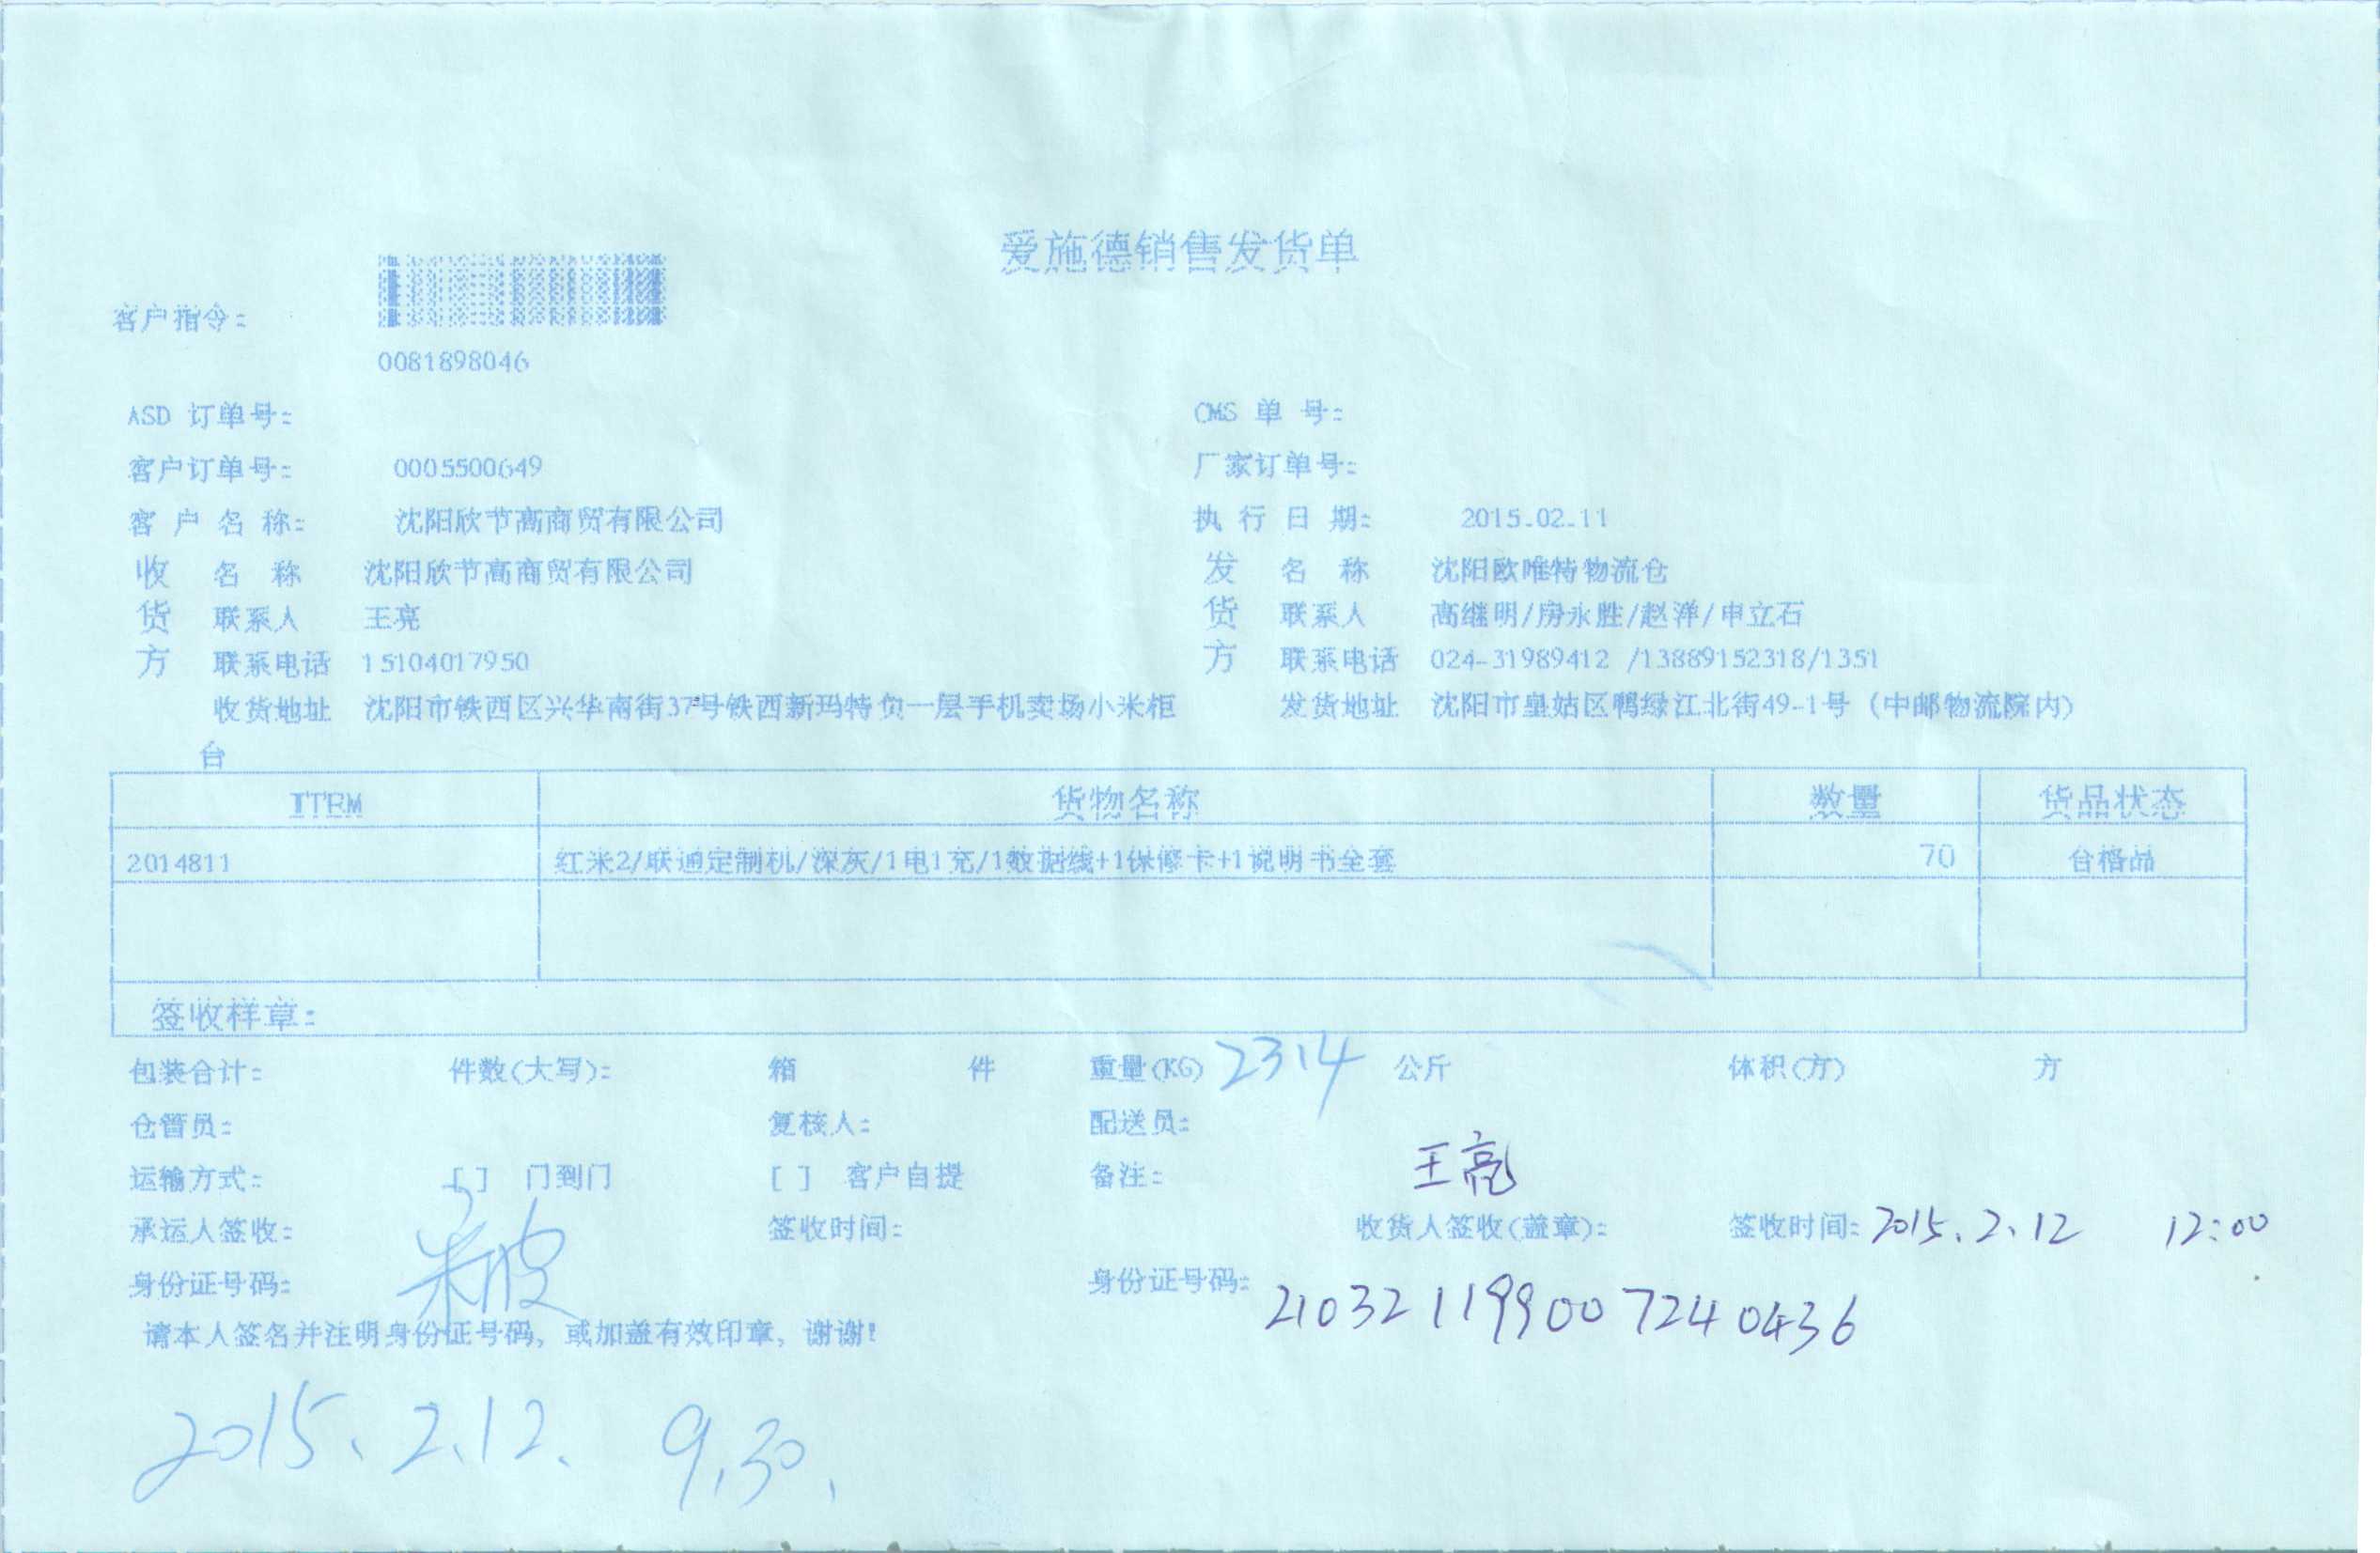 爱施德销售发货单
客户指令:
0081898046
ASD 订单号: CMS 单 号:
客户订单号: 0005500649 厂家订单号:
客 户 名 称: 沈阳欣节高商贸有限公司 执 行 日 期: 2015.02.11
收 名 称 沈阳欣节高商贸有限公司 发 名 称 沈阳欧唯特物流仓
货 联系人 王亮 货 联系人 高继明/房永胜/赵洋/申立石
方 联系电话 15104017950 方 联系电话 024-31989412 /13889152318/1351
收货地址 沈阳市铁西区兴华南街37号铁西新玛特负一层手机卖场小米柜 发货地址 沈阳市皇姑区鸭绿江北街49-1号 (中邮物流院内)
台
ITEM 货物名称 数量 货品状态
2014811 红米2/联通定制机/深灰/1电1充/1数据线+1保修卡+1说明书全套 70 合格品
签收样章:
包装合计: 件数(大写): 箱 件 重量(KG) 2314 公斤 体积(方) 方
仓管员: 复核人: 配送员:
运输方式: [ ] 门到门 [ ] 客户自提 备注: 王亮
承运人签收: 签收时间: 收货人签收(盖章): 签收时间: 2015.2.12 12:00
身份证号码: 身份证号码: 210321199007240436
请本人签名并注明身份证号码, 或加盖有效印章, 谢谢!
2015.2.12. 9.30.